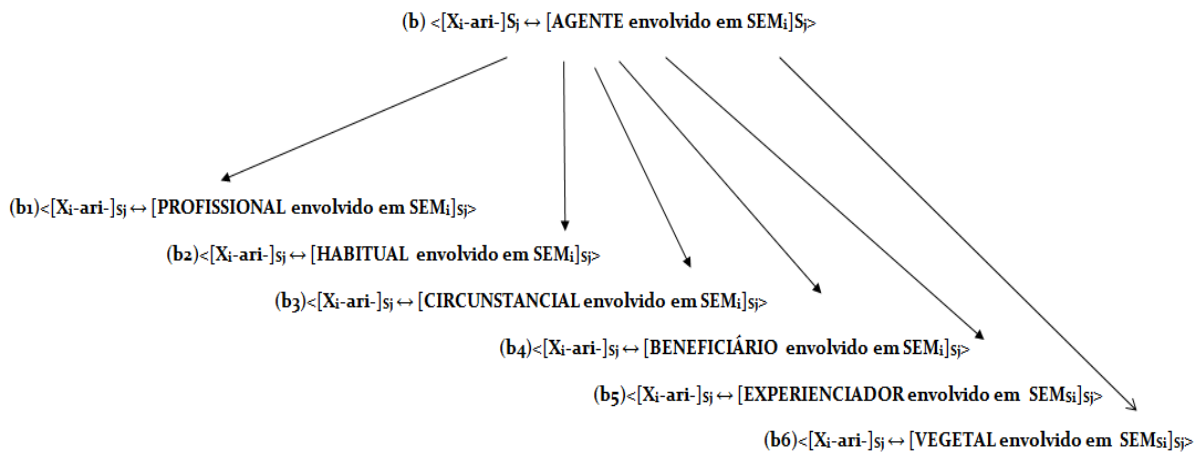 (b) <[Xi-ari-]Sj ↔ [AGENTE envolvido em SEMi]Sj>
(b1)<[Xi-ari-]sj ↔ [PROFISSIONAL envolvido em SEMi]sj>
(b2)<[Xi-ari-]sj ↔ [HABITUAL envolvido em SEMi]sj>
(b3)<[Xi-ari-]sj ↔ [CIRCUNSTANCIAL envolvido em SEMi]sj>
(b4)<[Xi-ari-]sj ↔ [BENEFICIÁRIO envolvido em SEMi]sj>
(b5)<[Xi-ari-]sj ↔ [EXPERIENCIADOR envolvido em SEMSi]sj>
(b6)<[Xi-ari-]sj ↔ [VEGETAL envolvido em SEMSi]sj>